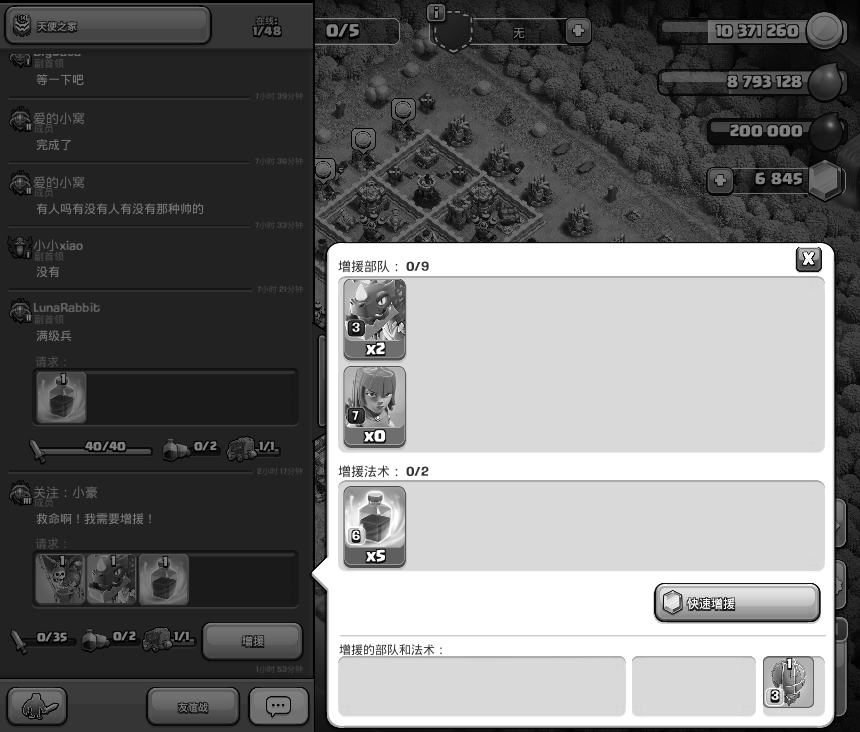 天使之家
在线：
1/48
副首领
等一下吧
7小时 39分钟
爱的小窝
成员
完成了
7小时 36分钟
爱的小窝
成员
有人吗有没有人有没有那种帅的
7小时 33分钟
小小xiao
副首领
没有
7小时 21分钟
LunaRabbit
副首领
满级兵
请求：
1
40/40
0/2
1/1
2小时 17分钟
关注：小豪
成员
救命啊！我需要增援！
请求：
1
1
1
0/35
0/2
1/1
增援
1小时 53分钟
友谊战
0/5
无
10 371 260
8 793 128
200 000
6 845
增援部队：0/9
X
3
x2
7
x0
增援法术：0/2
6
x5
快速增援
增援的部队和法术：
1
3